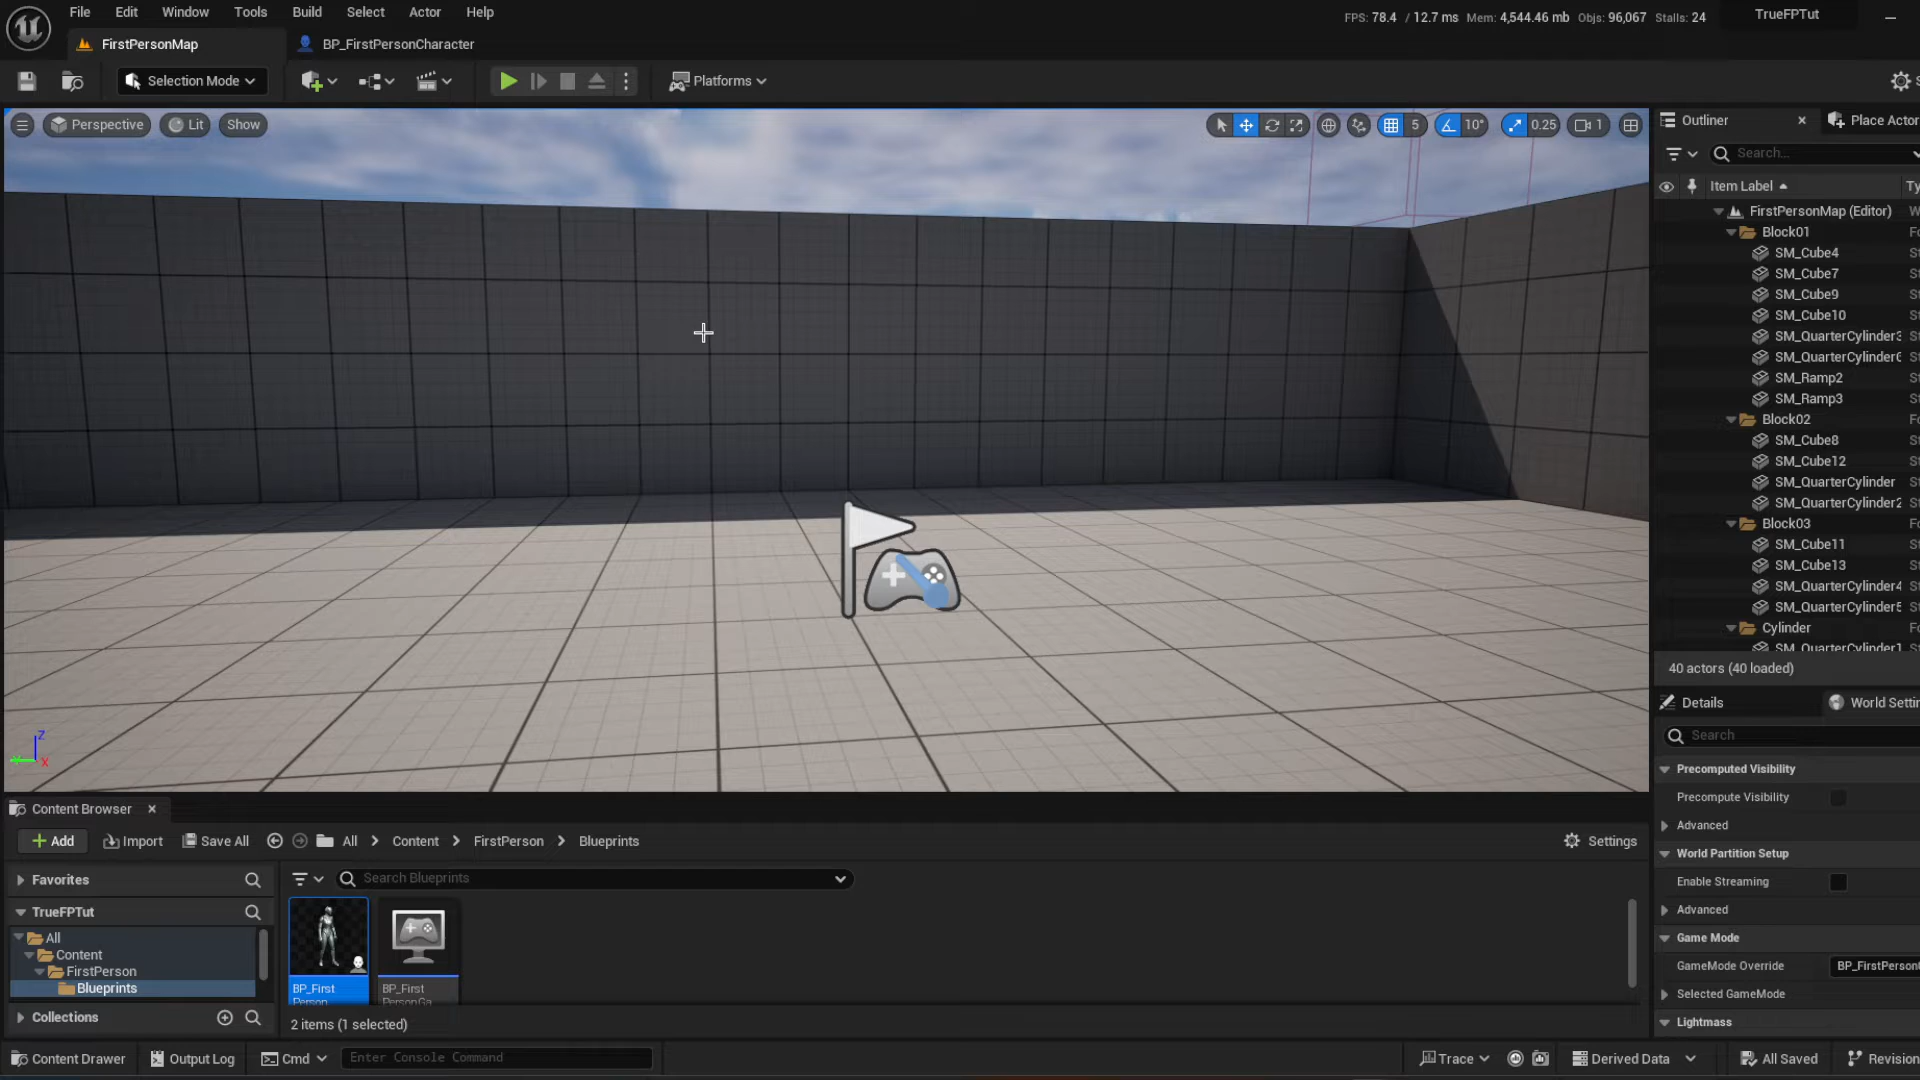 File Edit Window Tools Build Select Actor Help
FPS: 78.4 / 12.7 ms Mem: 4,544.46 mb Objs: 96,067 Stalls: 24
TrueFPTut
FirstPersonMap
BP_FirstPersonCharacter
Selection Mode
Platforms
Perspective Lit Show
5 10° 0.25 1
Outliner
Place Actor
Search...
Item Label
FirstPersonMap (Editor)
Block01
SM_Cube4
SM_Cube7
SM_Cube9
SM_Cube10
SM_QuarterCylinder3
SM_QuarterCylinder6
SM_Ramp2
SM_Ramp3
Block02
SM_Cube8
SM_Cube12
SM_QuarterCylinder
SM_QuarterCylinder2
Block03
SM_Cube11
SM_Cube13
SM_QuarterCylinder4
SM_QuarterCylinder5
Cylinder
SM_QuarterCylinder1
40 actors (40 loaded)
Details
World Settin
Search
Precomputed Visibility
Precompute Visibility
Advanced
World Partition Setup
Enable Streaming
Advanced
Game Mode
GameMode Override BP_FirstPerson
Selected GameMode
Lightmass
Z
X
Content Browser
Add Import Save All All Content FirstPerson Blueprints Settings
Favorites
Search Blueprints
TrueFPTut
All
Content
FirstPerson
Blueprints
Collections
BP_First
Person
BP_First
PersonGa
2 items (1 selected)
Content Drawer Output Log Cmd Enter Console Command
Trace Derived Data All Saved Revision